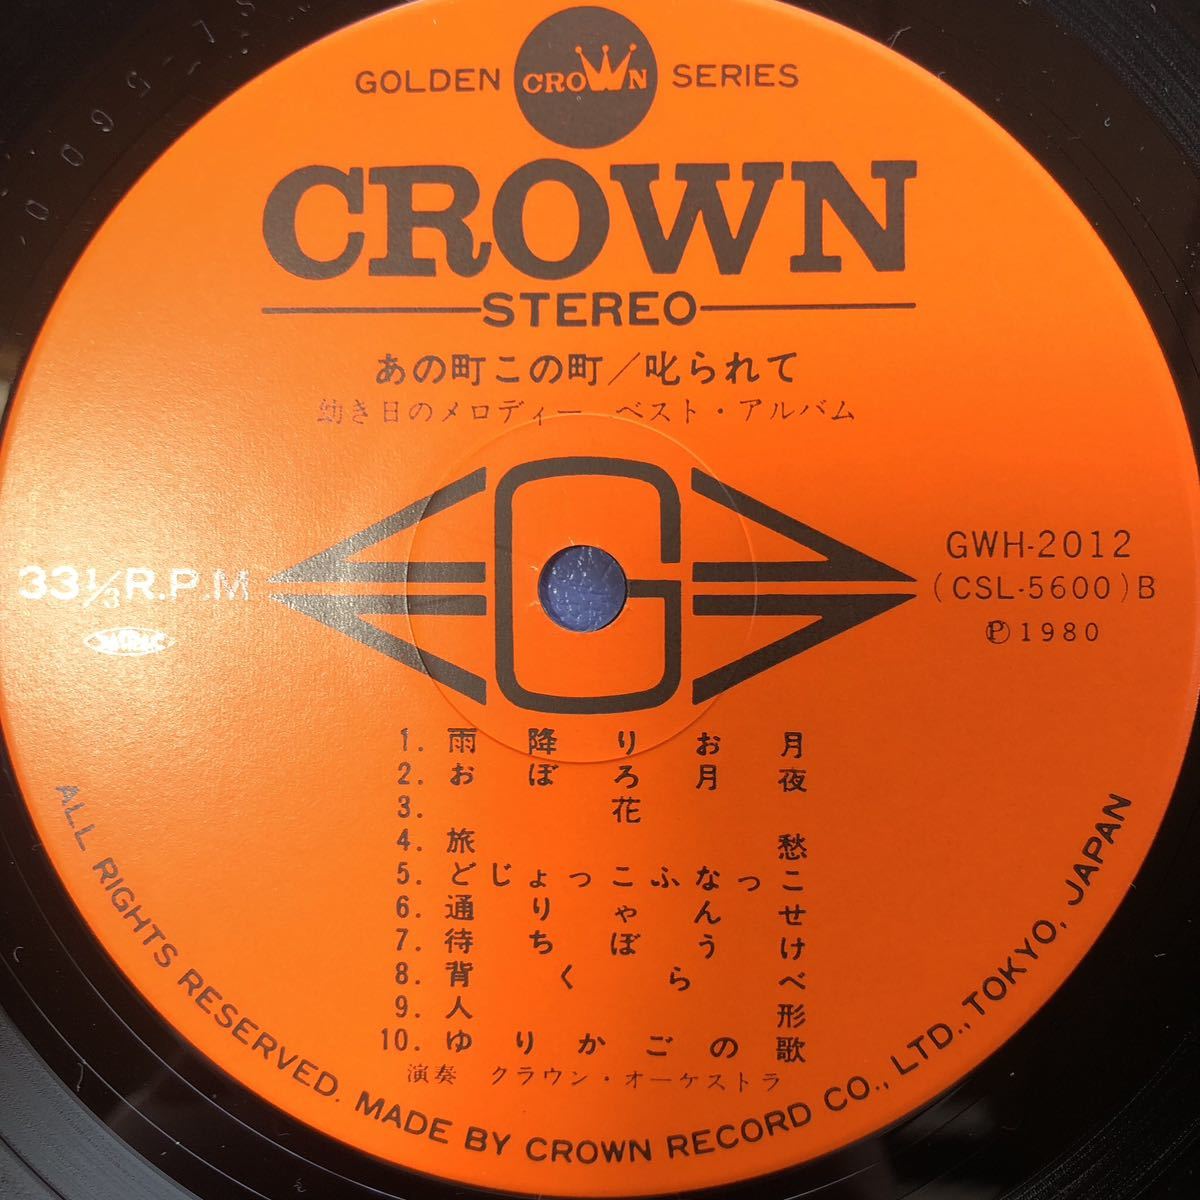 GOLDEN CROWN SERIES
CROWN
STEREO
あの町この町/叱られて
幼き日のメロディー ベスト・アルバム
G
33⅓R.P.M
JASRAC
GWH-2012
(CSL-5600)B
Ⓟ1980
1. 雨降りお月
2. おぼろ月夜
3. 花
4. 旅愁
5. どじょっこふなっこ
6. 通りゃんせ
7. 待ちぼうけ
8. 背くらべ
9. 人形
10. ゆりかごの歌
演奏 クラウン・オーケストラ
ALL RIGHTS RESERVED. MADE BY CROWN RECORD CO., LTD., TOKYO, JAPAN